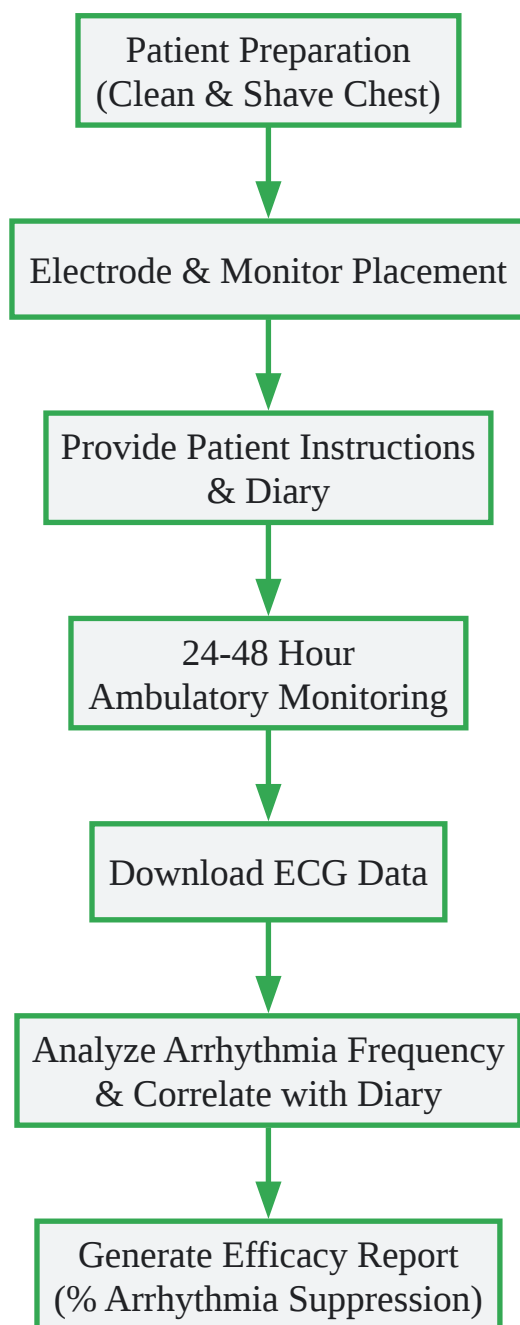 Patient Preparation
(Clean & Shave Chest)
Electrode & Monitor Placement
Provide Patient Instructions
& Diary
24-48 Hour
Ambulatory Monitoring
Download ECG Data
Analyze Arrhythmia Frequency
& Correlate with Diary
Generate Efficacy Report
(% Arrhythmia Suppression)